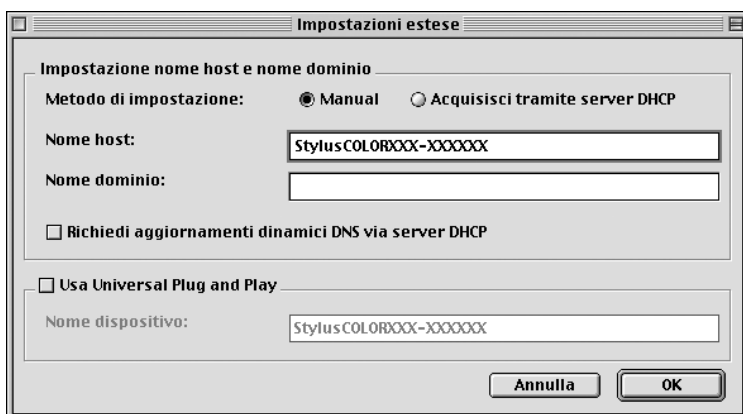 Impostazioni estese
Impostazione nome host e nome dominio
Metodo di impostazione: Manual Acquisisci tramite server DHCP
Nome host: StylusCOLORXXX-XXXXXX
Nome dominio:
Richiedi aggiornamenti dinamici DNS via server DHCP
Usa Universal Plug and Play
Nome dispositivo: StylusCOLORXXX-XXXXXX
Annulla OK